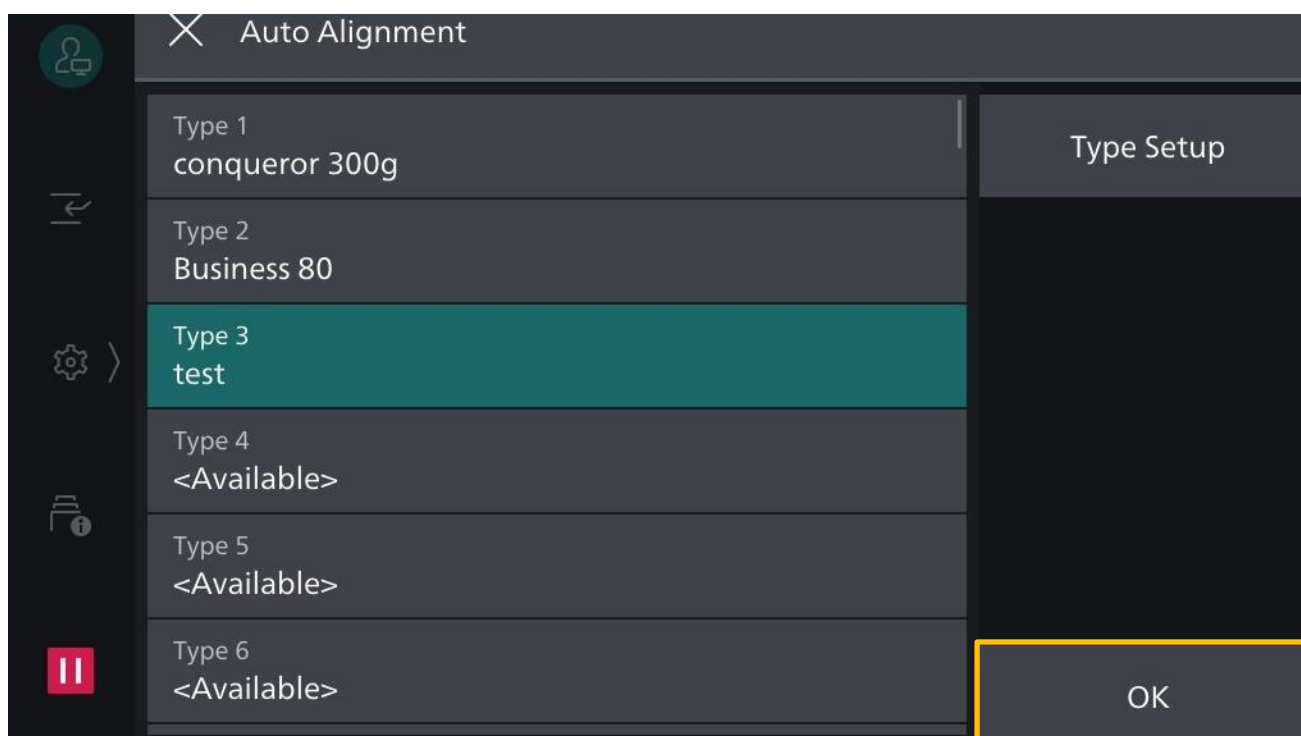 Auto Alignment
Type 1
conqueror 300g
Type Setup
Type 2
Business 80
Type 3
test
Type 4
<Available>
Type 5
<Available>
Type 6
<Available>
OK